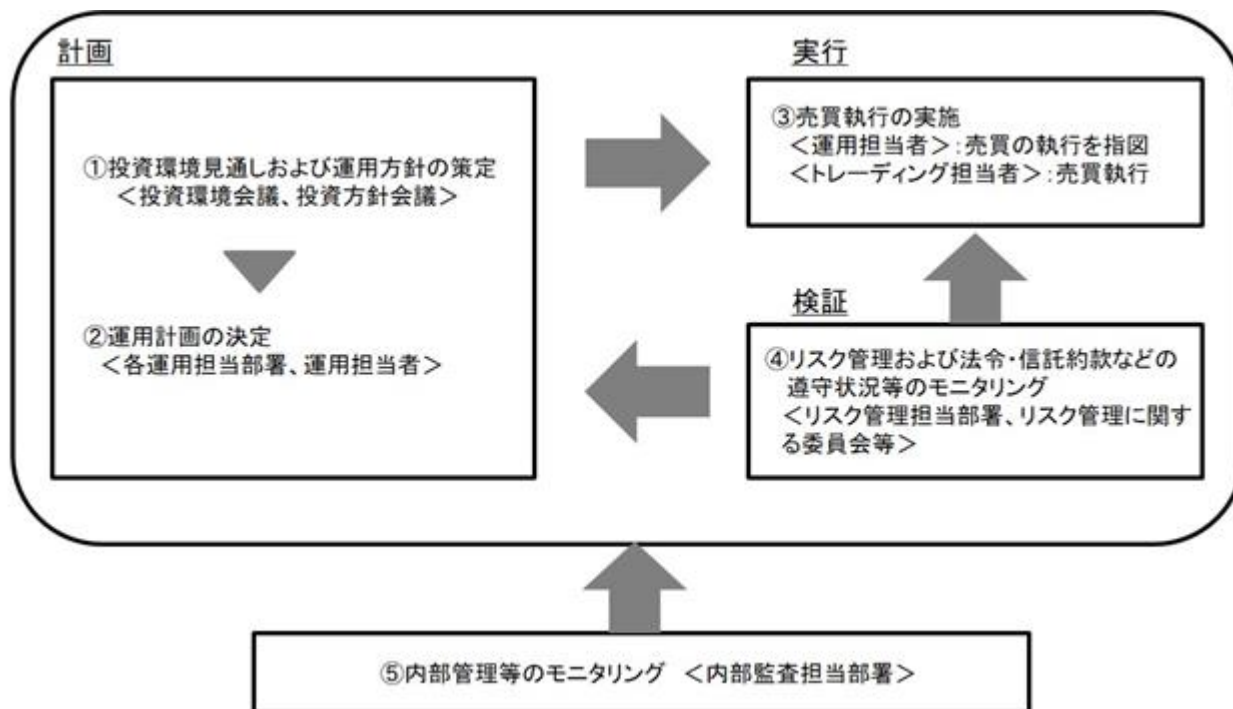 計画
①投資環境見通しおよび運用方針の策定
＜投資環境会議、投資方針会議＞
②運用計画の決定
＜各運用担当部署、運用担当者＞
実行
③売買執行の実施
＜運用担当者＞:売買の執行を指図
＜トレーディング担当者＞:売買執行
検証
④リスク管理および法令・信託約款などの
遵守状況等のモニタリング
＜リスク管理担当部署、リスク管理に関す
る委員会等＞
⑤内部管理等のモニタリング ＜内部監査担当部署＞